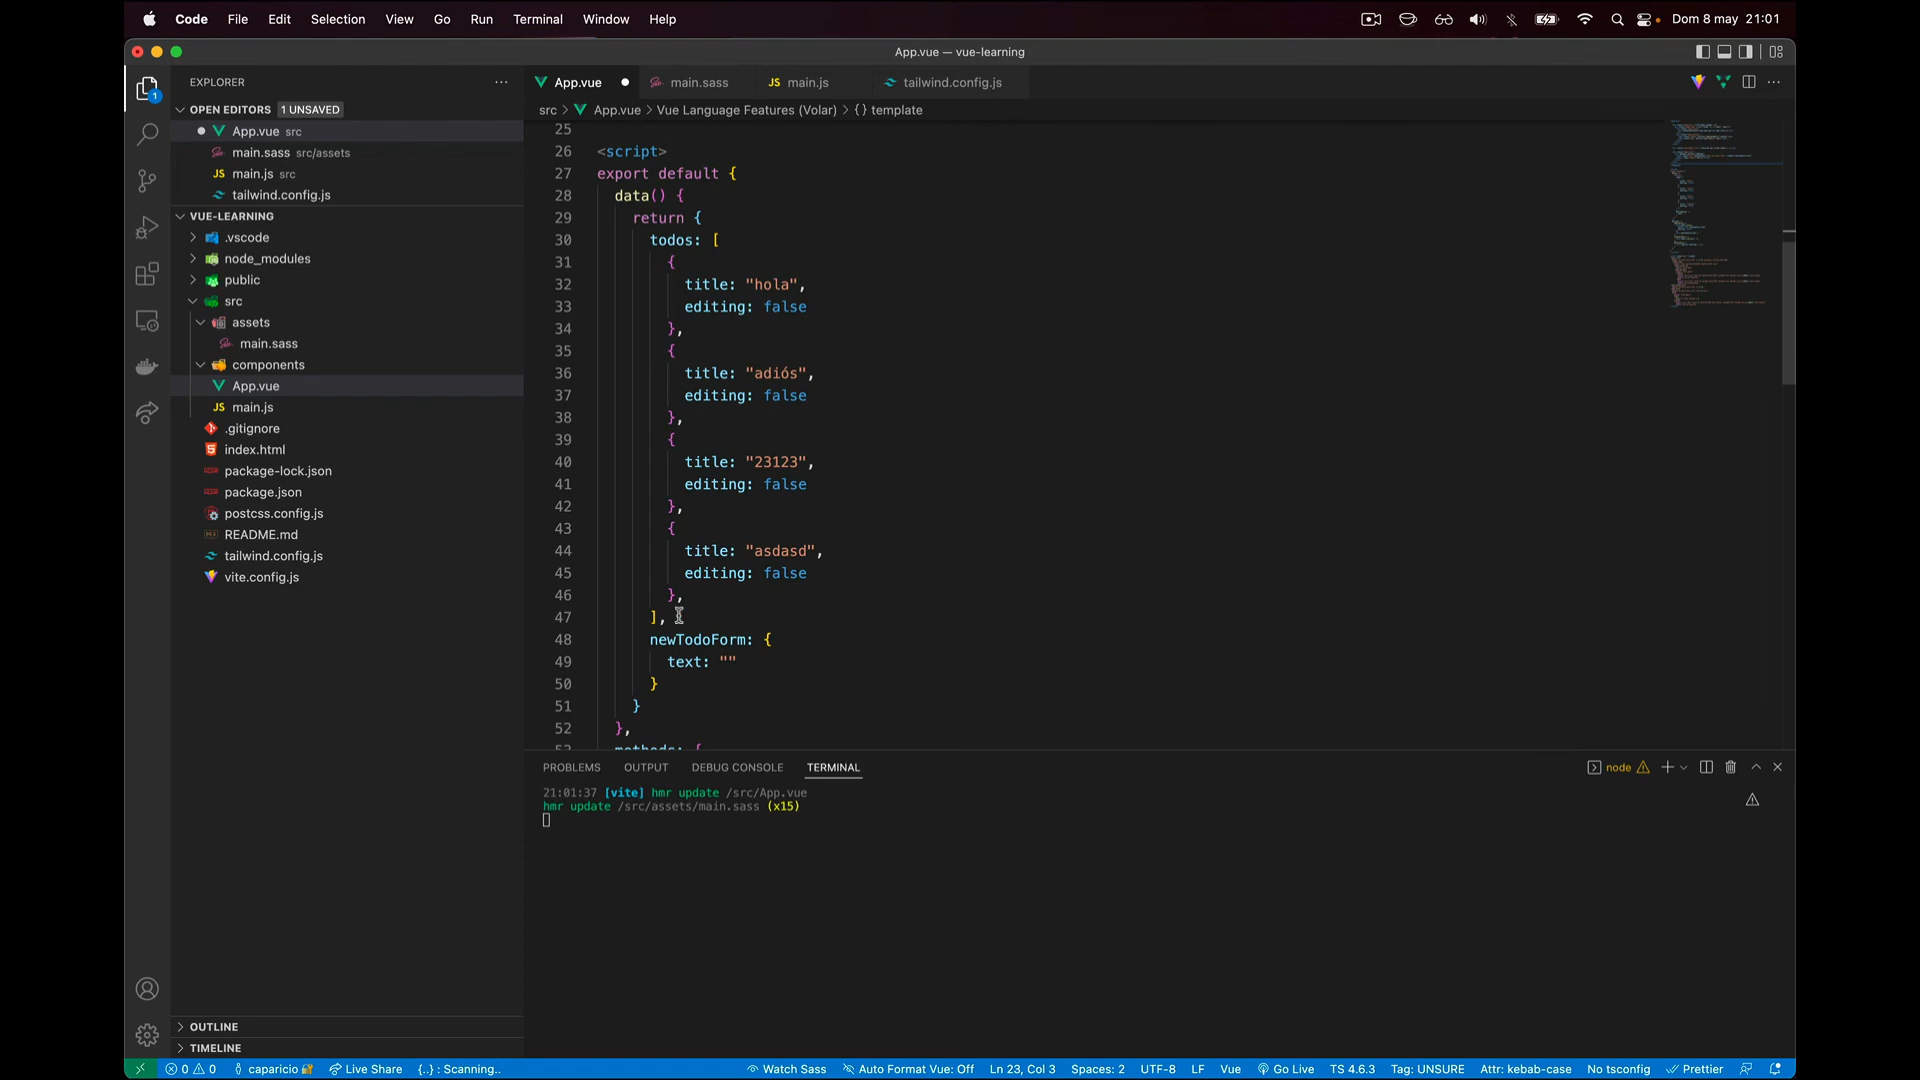 Code File Edit Selection View Go Run Terminal Window Help Dom 8 may 21:01
App.vue — vue-learning
EXPLORER
OPEN EDITORS 1 UNSAVED
App.vue src
main.sass src/assets
main.js src
tailwind.config.js
VUE-LEARNING
.vscode
node_modules
public
src
assets
main.sass
components
App.vue
JS main.js
.gitignore
index.html
package-lock.json
package.json
postcss.config.js
README.md
tailwind.config.js
vite.config.js
OUTLINE
TIMELINE
App.vue main.sass JS main.js tailwind.config.js
src > App.vue > Vue Language Features (Volar) > {} template
25
26 <script>
27 export default {
28 data() {
29 return {
30 todos: [
31 {
32 title: "hola",
33 editing: false
34 },
35 {
36 title: "adiós",
37 editing: false
38 },
39 {
40 title: "23123",
41 editing: false
42 },
43 {
44 title: "asdasd",
45 editing: false
46 },
47 ],
48 newTodoForm: {
49 text: ""
50 }
51 }
52 },
53 methods: {
PROBLEMS OUTPUT DEBUG CONSOLE TERMINAL node
21:01:37 [vite] hmr update /src/App.vue
hmr update /src/assets/main.sass (x15)
0 0 caparicio Live Share {..} : Scanning.. Watch Sass Auto Format Vue: Off Ln 23, Col 3 Spaces: 2 UTF-8 LF Vue Go Live TS 4.6.3 Tag: UNSURE Attr: kebab-case No tsconfig Prettier